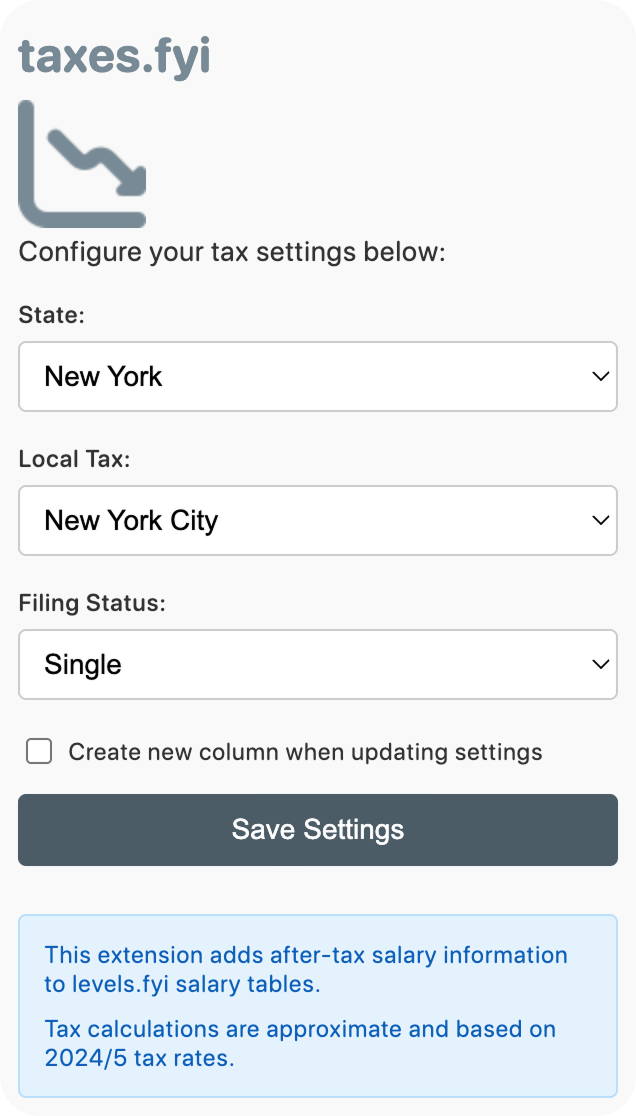 taxes.fyi
Configure your tax settings below:
State:
New York
Local Tax:
New York City
Filing Status:
Single
Create new column when updating settings
Save Settings
This extension adds after-tax salary information
to levels.fyi salary tables.
Tax calculations are approximate and based on
2024/5 tax rates.